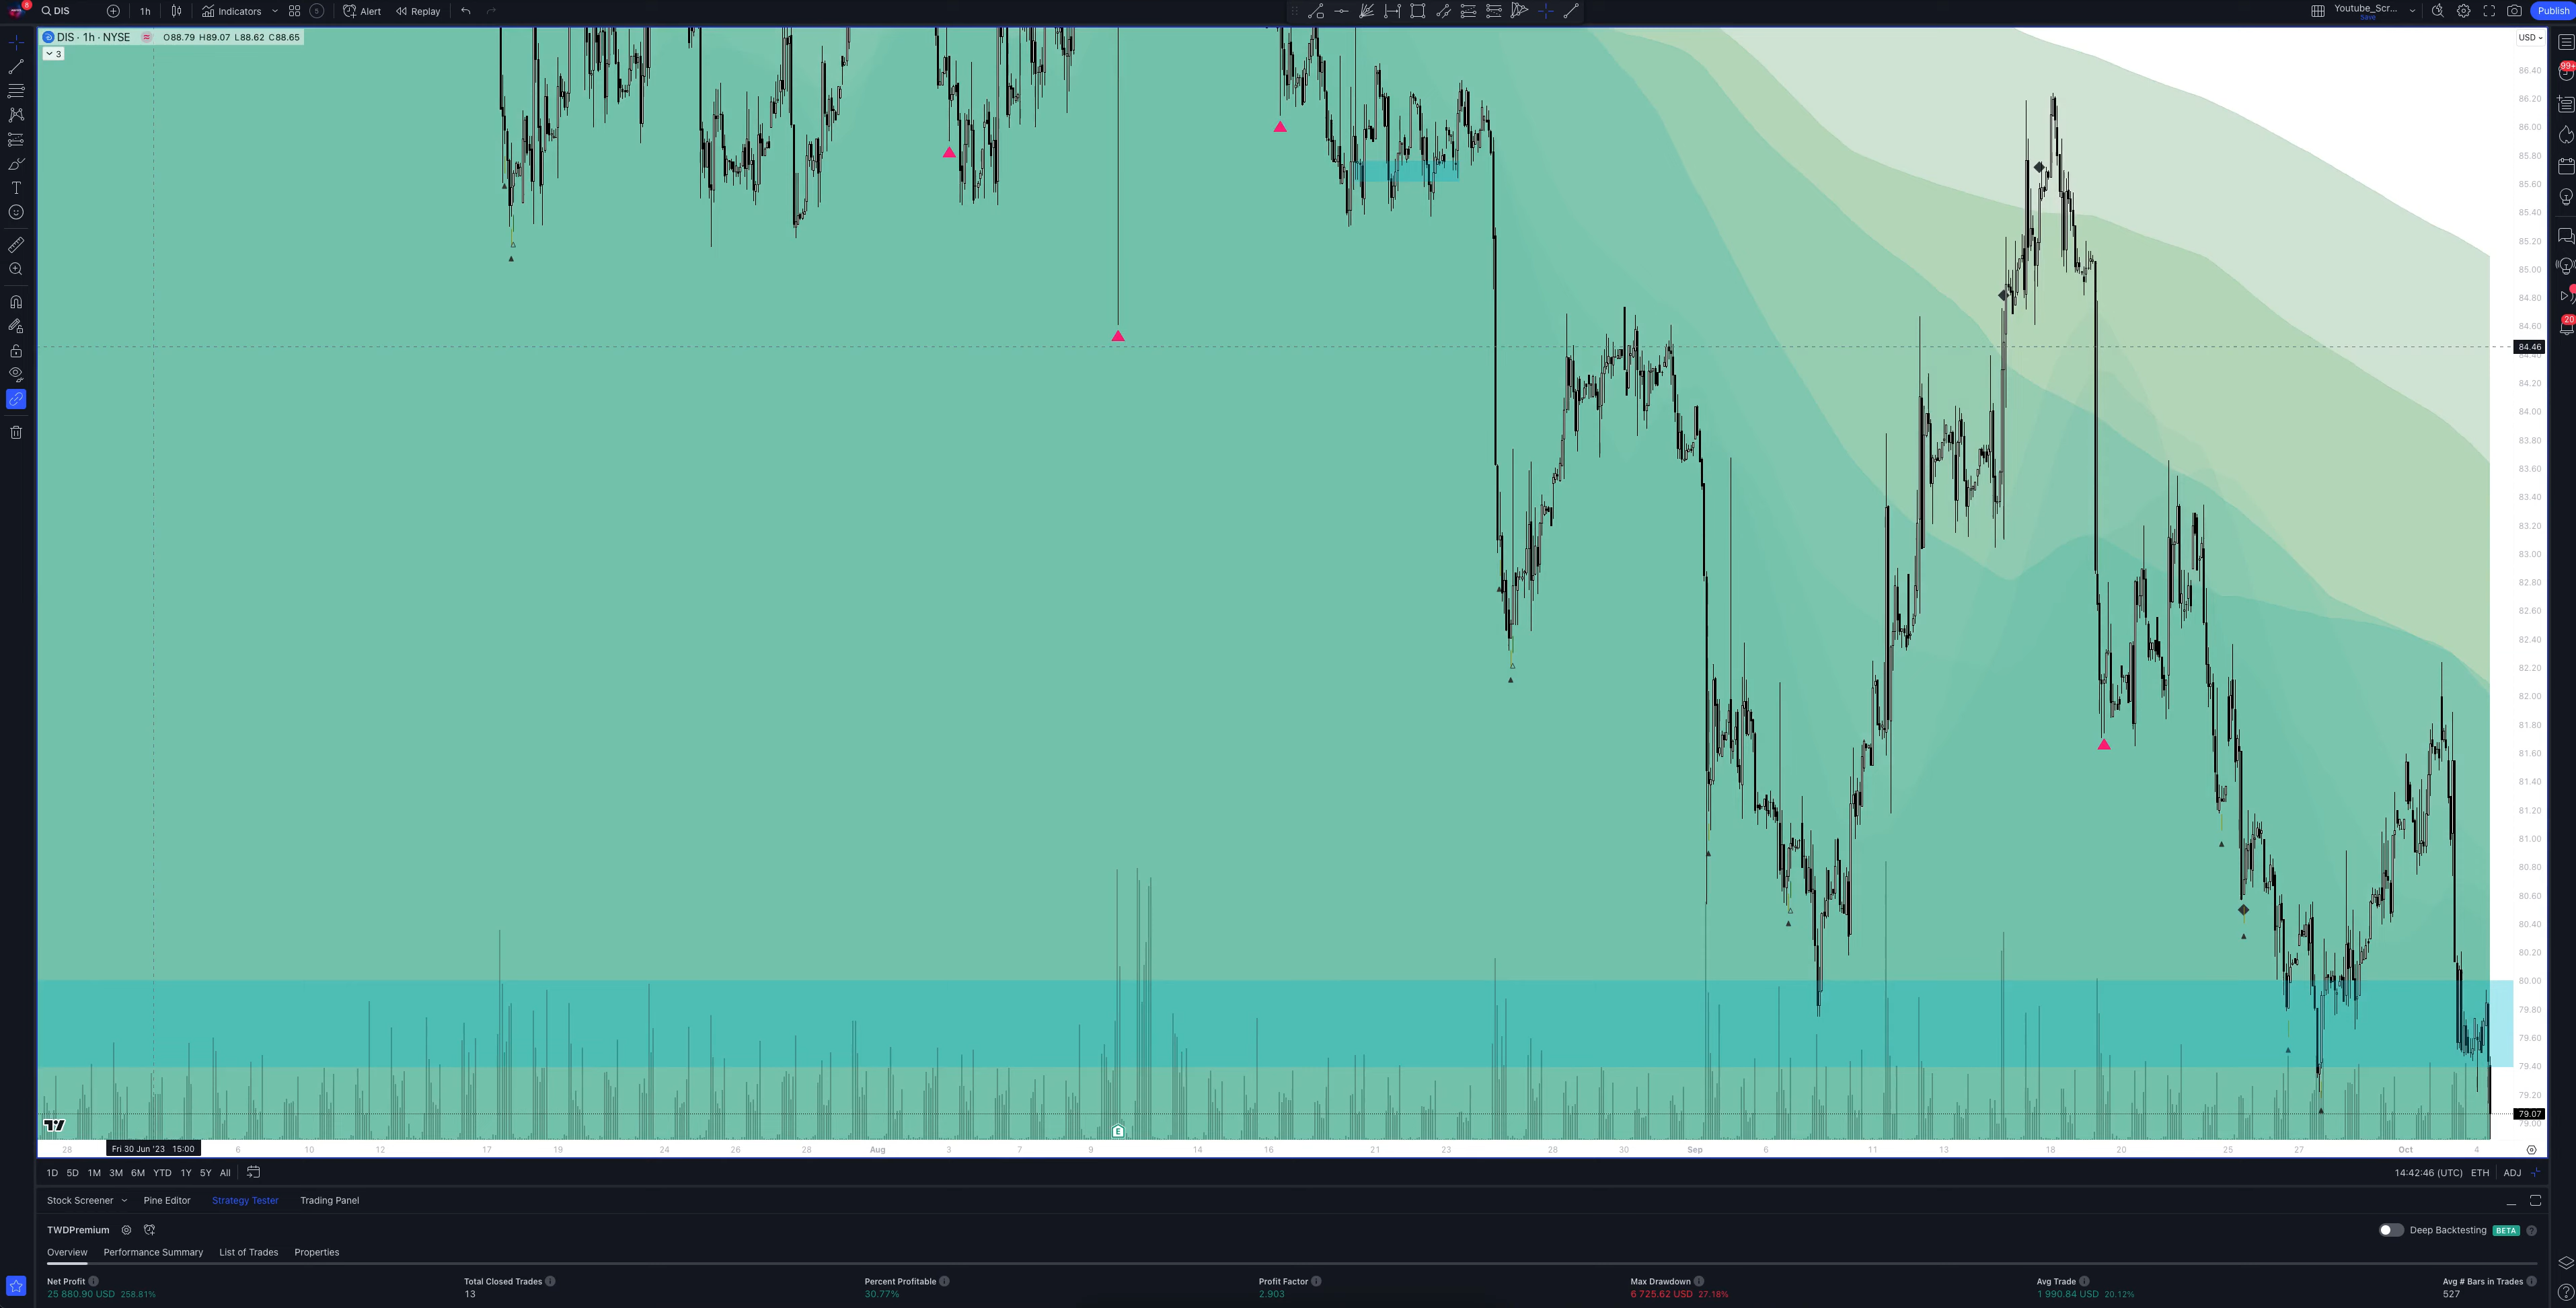 6
DIS
1h
Indicators
5
Alert
Replay
Youtube_Scr...
Save
Publish
DIS · 1h · NYSE O88.79 H89.07 L88.62 C88.65
3
USD
86.40
86.20
86.00
85.80
85.60
85.40
85.20
85.00
84.80
84.60
84.46
84.40
84.20
84.00
83.80
83.60
83.40
83.20
83.00
82.80
82.60
82.40
82.20
82.00
81.80
81.60
81.40
81.20
81.00
80.80
80.60
80.40
80.20
80.00
79.80
79.60
79.40
79.20
79.07
79.00
99+
20
E
28 Fri 30 Jun '23 15:00 6 10 12 17 19 24 26 28 Aug 3 7 9 14 16 21 23 28 30 Sep 6 11 13 18 20 25 27 Oct 4
1D 5D 1M 3M 6M YTD 1Y 5Y All
14:42:46 (UTC) ETH ADJ
Stock Screener Pine Editor Strategy Tester Trading Panel
TWDPremium
Deep Backtesting BETA
Overview Performance Summary List of Trades Properties
Net Profit Total Closed Trades Percent Profitable Profit Factor Max Drawdown Avg Trade Avg # Bars in Trades
25 880.90 USD 258.81% 13 30.77% 2.903 6 725.62 USD 27.18% 1 990.84 USD 20.12% 527